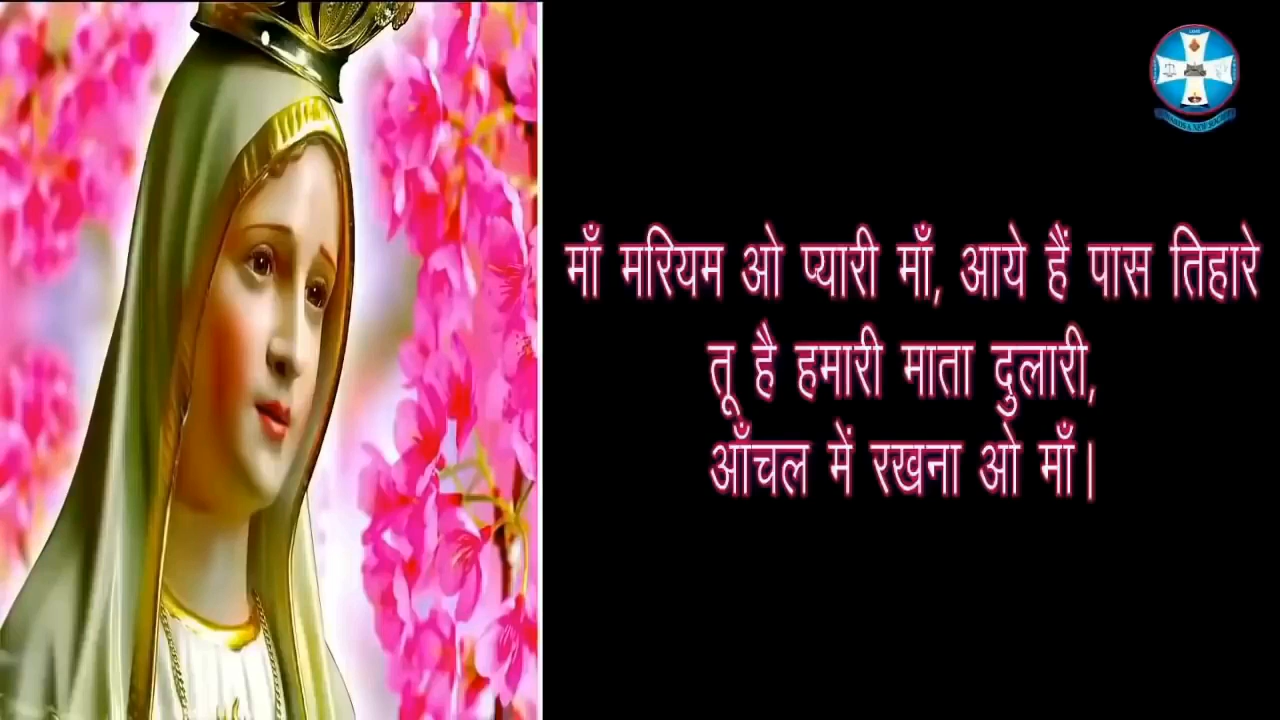 माँ मरियम ओ प्यारी माँ, आये हैं पास तिहारे
तू है हमारी माता दुलारी,
आँचल में रखना ओ माँ।